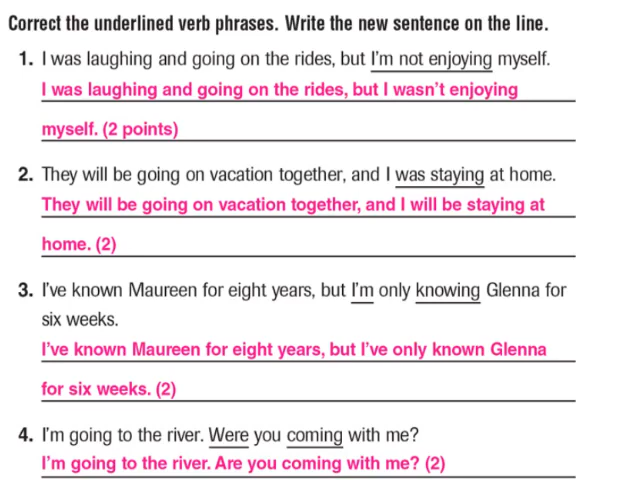 Correct the underlined verb phrases. Write the new sentence on the line.
1. I was laughing and going on the rides, but I'm not enjoying myself.
I was laughing and going on the rides, but I wasn't enjoying
myself. (2 points)
2. They will be going on vacation together, and I was staying at home.
They will be going on vacation together, and I will be staying at
home. (2)
3. I've known Maureen for eight years, but I'm only knowing Glenna for
six weeks.
I've known Maureen for eight years, but I've only known Glenna
for six weeks. (2)
4. I'm going to the river. Were you coming with me?
I'm going to the river. Are you coming with me? (2)